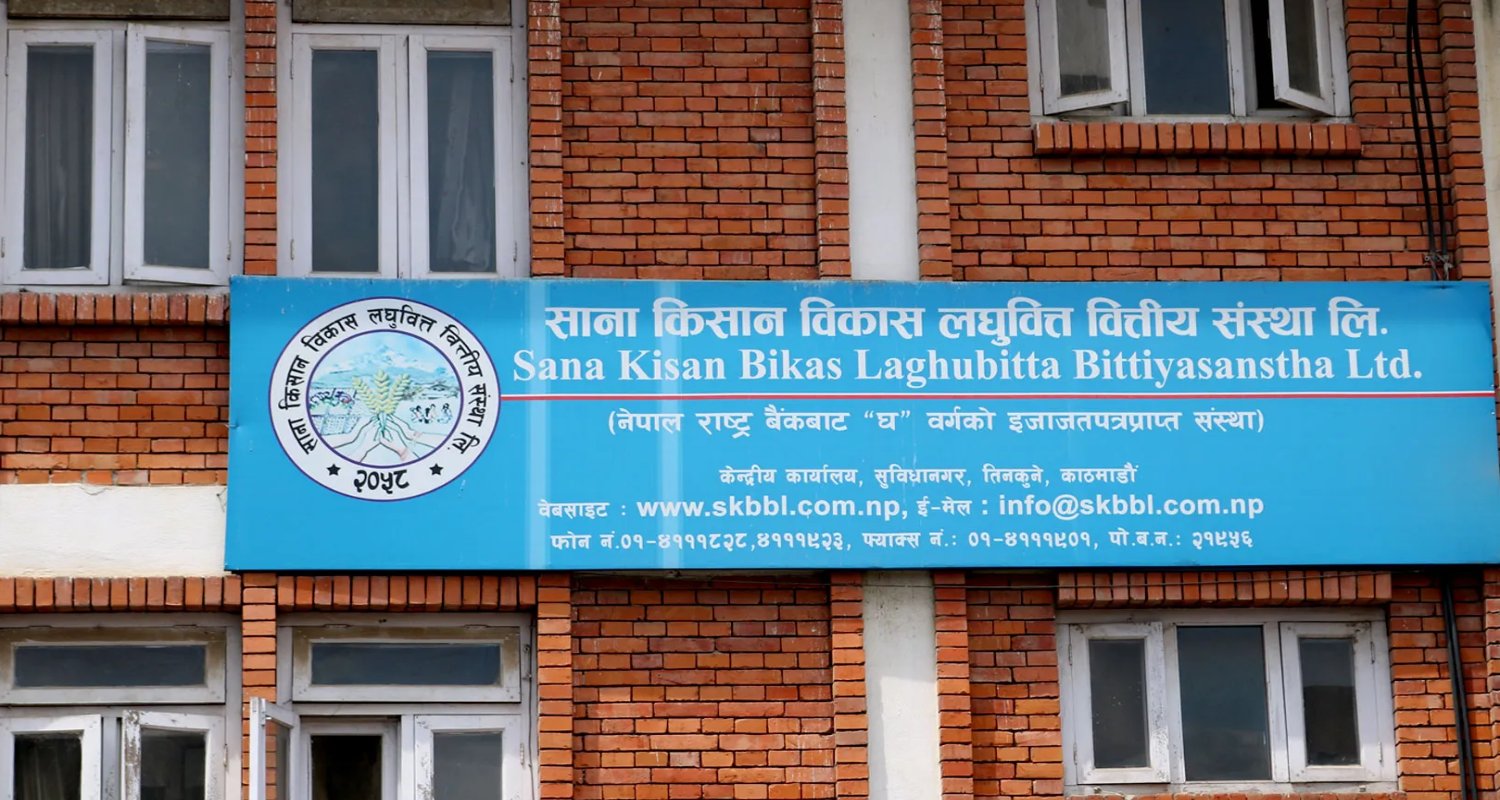 साना किसान विकास लघुवित्त वित्तीय संस्था लि.
२०५८
साना किसान विकास लघुवित्त वित्तीय संस्था लि.
Sana Kisan Bikas Laghubitta Bittiyasanstha Ltd.
(नेपाल राष्ट्र बैंकबाट “घ” वर्गको इजाजतपत्रप्राप्त संस्था)
केन्द्रीय कार्यालय, सुविधानगर, तिनकुने, काठमाडौं
वेबसाइट : www.skbbl.com.np, ई-मेल : info@skbbl.com.np
फोन नं.०१-४१११८२८,४१११९२३, फ्याक्स नं.: ०१-४१११९०१, पो.ब.न.: २१९५६